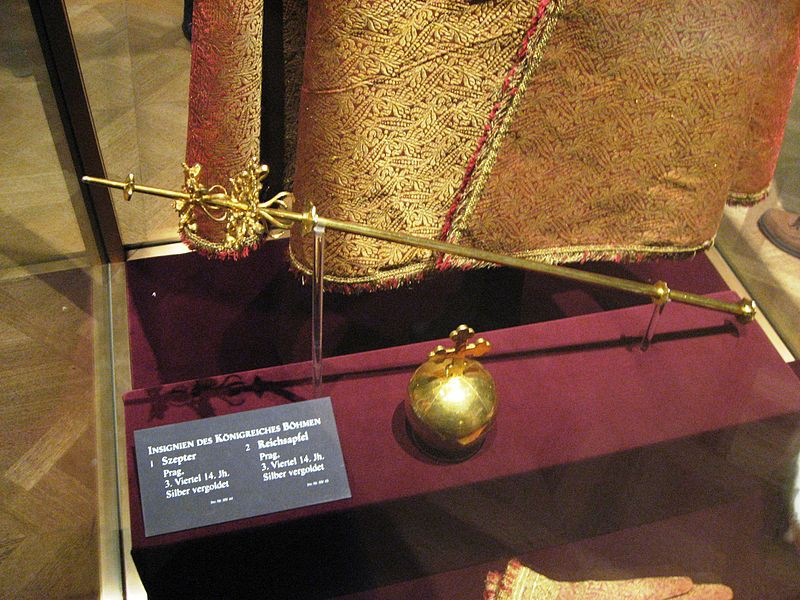 INSIGNIEN DES KÖNIGREICHES BÖHMEN
1 Szepter
Prag,
3. Viertel 14. Jh.
Silber vergoldet
2 Reichsapfel
Prag,
3. Viertel 14. Jh.
Silber vergoldet